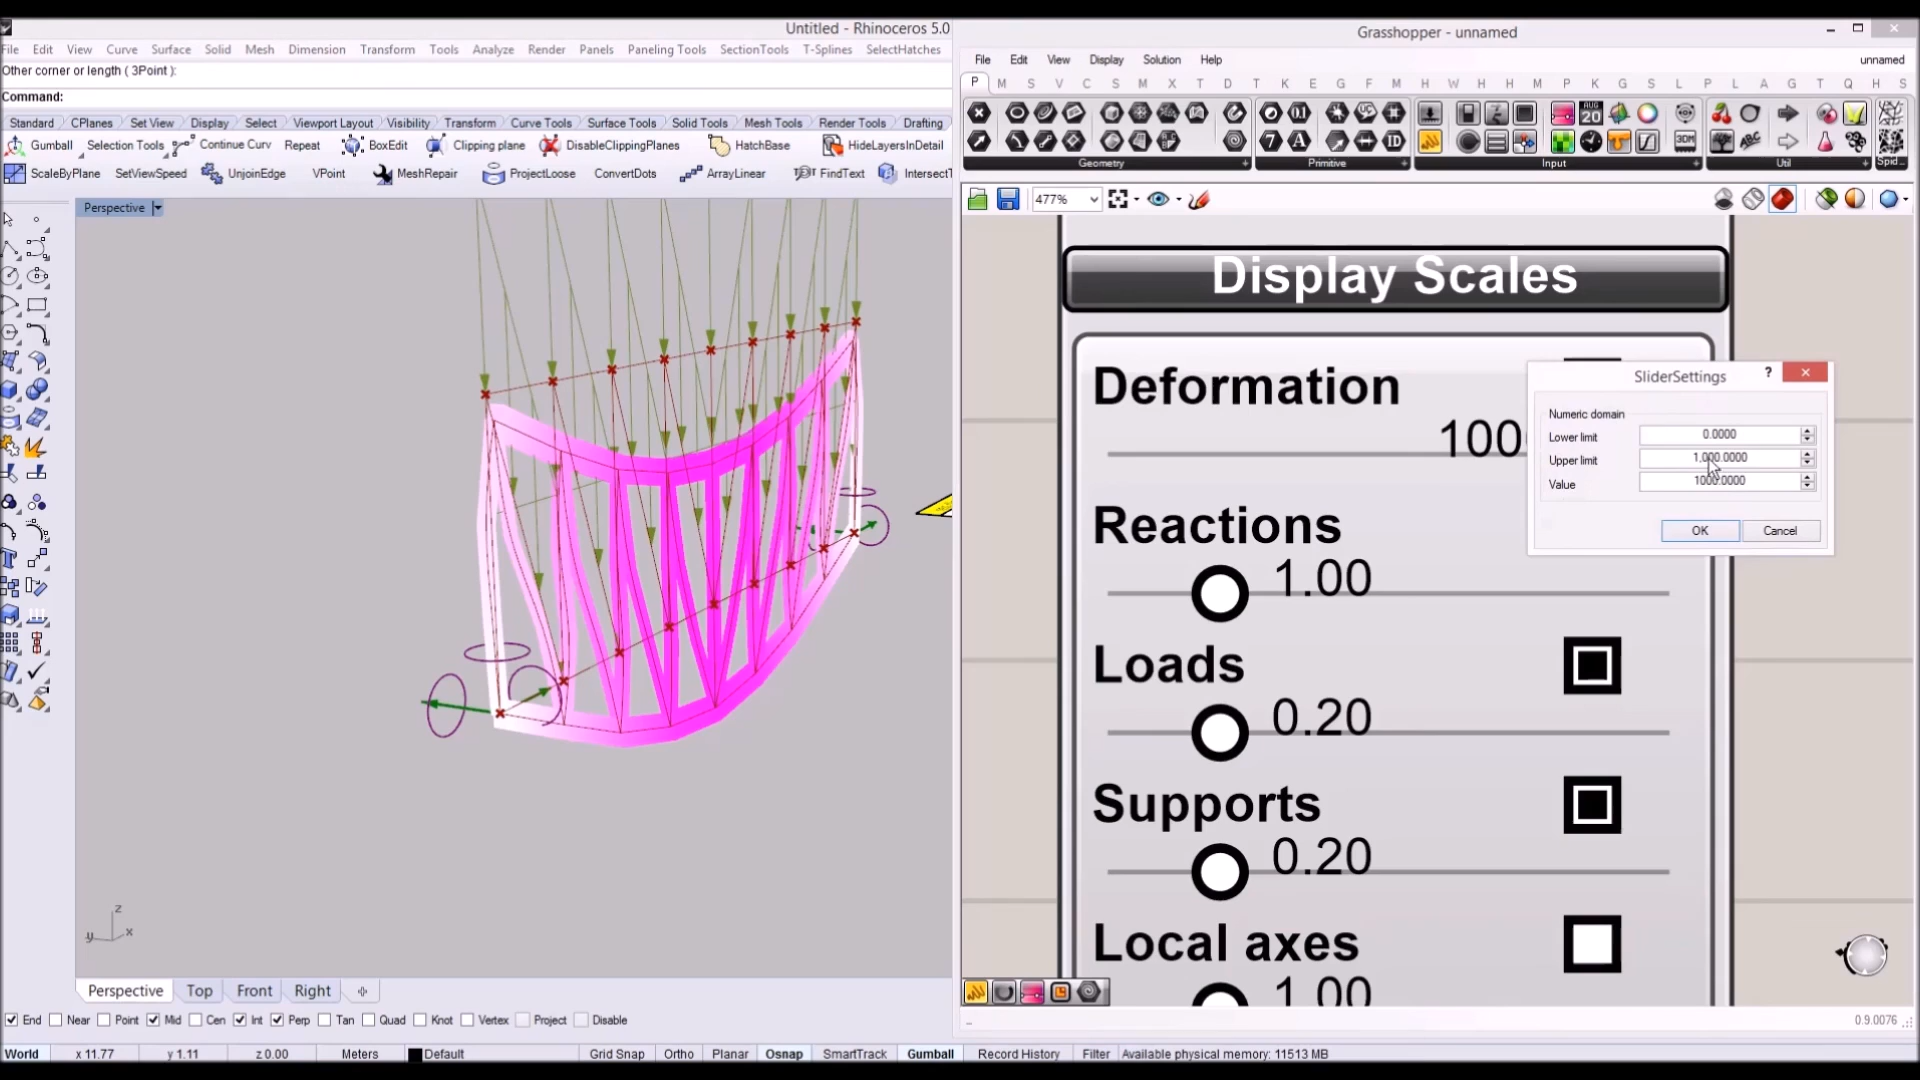 Untitled - Rhinoceros 5.0
File Edit View Curve Surface Solid Mesh Dimension Transform Tools Analyze Render Panels Paneling Tools SectionTools T-Splines SelectHatches
Other corner or length ( 3Point ):
Command:
Standard CPlanes Set View Display Select Viewport Layout Visibility Transform Curve Tools Surface Tools Solid Tools Mesh Tools Render Tools Drafting
Gumball Selection Tools Continue Curv Repeat BoxEdit Clipping plane DisableClippingPlanes HatchBase HideLayersInDetail
ScaleByPlane SetViewSpeed UnjoinEdge VPoint MeshRepair ProjectLoose ConvertDots ArrayLinear FindText Intersect
Perspective
z
y x
Perspective Top Front Right
End Near Point Mid Cen Int Perp Tan Quad Knot Vertex Project Disable
World x 11.77 y 1.11 z 0.00 Meters Default Grid Snap Ortho Planar Osnap SmartTrack Gumball Record History Filter Available physical memory: 11513 MB
Grasshopper - unnamed
File Edit View Display Solution Help unnamed
P M S V C S M X T D T K E G F M H W H H M P K G S L P L A G T Q H S
Geometry Primitive Input Util Spid...
477%
Display Scales
Deformation
100
Reactions
1.00
Loads
0.20
Supports
0.20
Local axes
1.00
SliderSettings ?
Numeric domain
Lower limit 0.0000
Upper limit 1,000.0000
Value 1000.0000
OK Cancel
0.9.0076